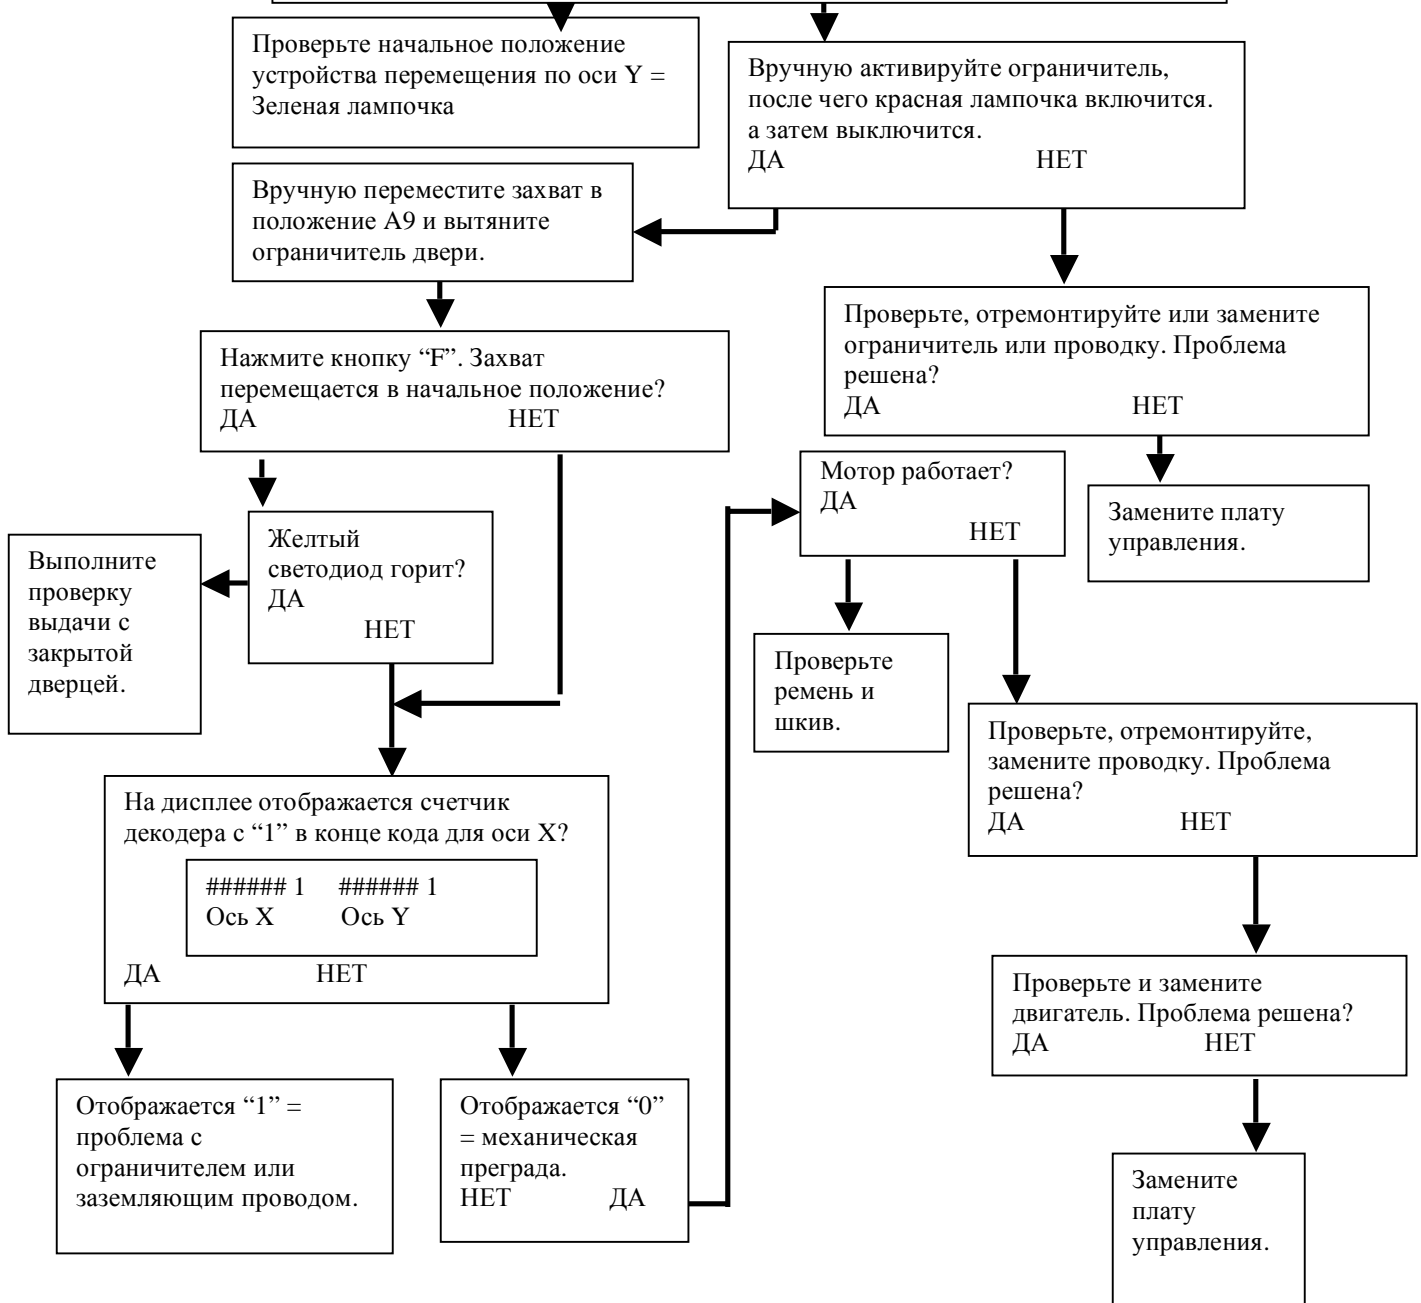 Проверьте начальное положение
устройства перемещения по оси Y =
Зеленая лампочка
Вручную активируйте ограничитель,
после чего красная лампочка включится.
а затем выключится.
ДА НЕТ
Вручную переместите захват в
положение A9 и вытяните
ограничитель двери.
Проверьте, отремонтируйте или замените
ограничитель или проводку. Проблема
решена?
ДА НЕТ
Нажмите кнопку “F”. Захват
перемещается в начальное положение?
ДА НЕТ
Мотор работает?
ДА
НЕТ
Замените плату
управления.
Желтый
светодиод горит?
ДА
НЕТ
Выполните
проверку
выдачи с
закрытой
дверцей.
Проверьте
ремень и
шкив.
Проверьте, отремонтируйте,
замените проводку. Проблема
решена?
ДА НЕТ
На дисплее отображается счетчик
декодера с “1” в конце кода для оси X?
###### 1 ###### 1
Ось X Ось Y
ДА НЕТ
Проверьте и замените
двигатель. Проблема решена?
ДА НЕТ
Отображается “1” =
проблема с
ограничителем или
заземляющим проводом.
Отображается “0”
= механическая
преграда.
НЕТ ДА
Замените
плату
управления.